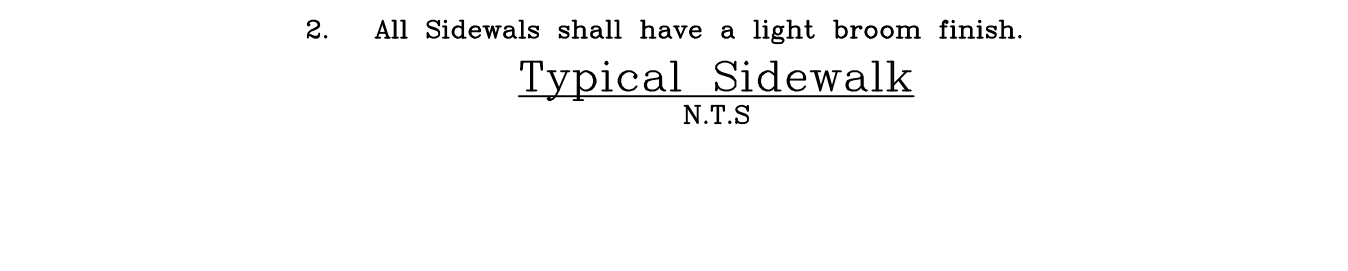 2. All Sidewals shall have a light broom finish.
Typical Sidewalk
N.T.S